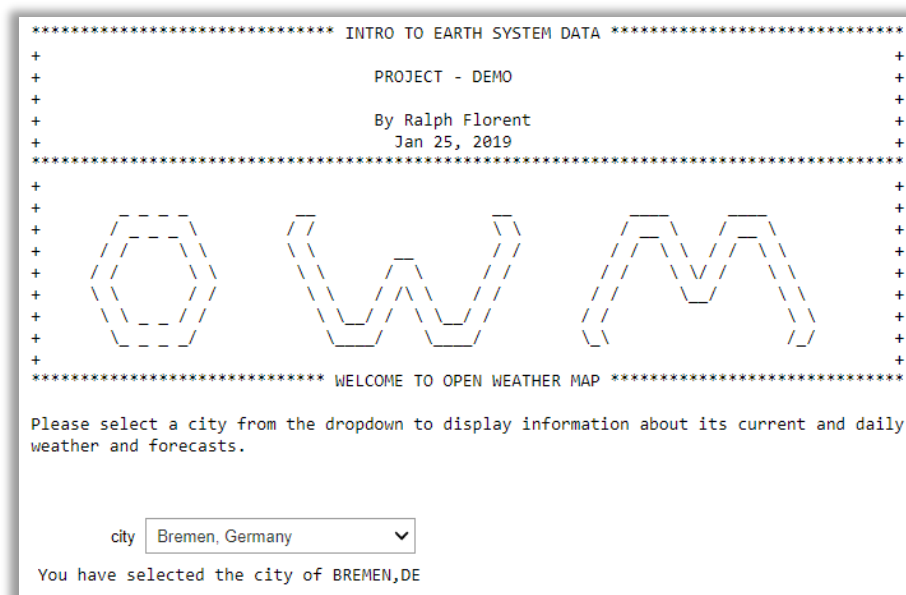 ******************************* INTRO TO EARTH SYSTEM DATA ******************************
+ +
+ PROJECT - DEMO +
+ +
+ By Ralph Florent +
+ Jan 25, 2019 +
*****************************************************************************************
OWM
****************************** WELCOME TO OPEN WEATHER MAP ******************************
Please select a city from the dropdown to display information about its current and daily
weather and forecasts.
city Bremen, Germany
You have selected the city of BREMEN,DE